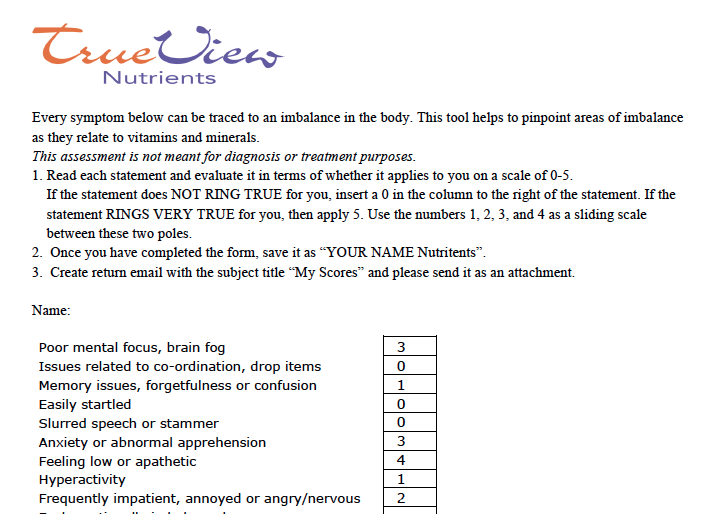 TrueView
Nutrients
Every symptom below can be traced to an imbalance in the body. This tool helps to pinpoint areas of imbalance
as they relate to vitamins and minerals.
This assessment is not meant for diagnosis or treatment purposes.
1. Read each statement and evaluate it in terms of whether it applies to you on a scale of 0-5.
If the statement does NOT RING TRUE for you, insert a 0 in the column to the right of the statement. If the
statement RINGS VERY TRUE for you, then apply 5. Use the numbers 1, 2, 3, and 4 as a sliding scale
between these two poles.
2. Once you have completed the form, save it as “YOUR NAME Nutritents”.
3. Create return email with the subject title “My Scores” and please send it as an attachment.
Name:
Poor mental focus, brain fog 3
Issues related to co-ordination, drop items 0
Memory issues, forgetfulness or confusion 1
Easily startled 0
Slurred speech or stammer 0
Anxiety or abnormal apprehension 3
Feeling low or apathetic 4
Hyperactivity 1
Frequently impatient, annoyed or angry/nervous 2